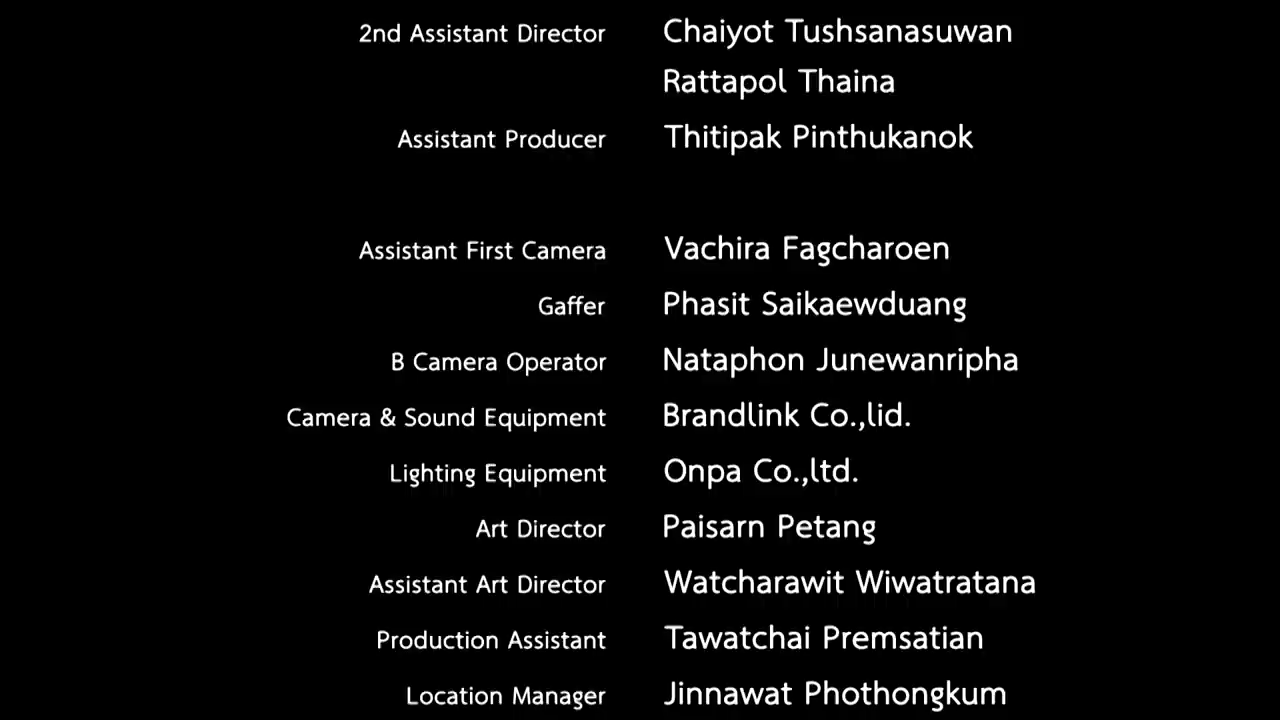 2nd Assistant Director Chaiyot Tushsanasuwan
Rattapol Thaina
Assistant Producer Thitipak Pinthukanok
Assistant First Camera Vachira Fagcharoen
Gaffer Phasit Saikaewduang
B Camera Operator Nataphon Junewanripha
Camera & Sound Equipment Brandlink Co.,lid.
Lighting Equipment Onpa Co.,ltd.
Art Director Paisarn Petang
Assistant Art Director Watcharawit Wiwatratana
Production Assistant Tawatchai Premsatian
Location Manager Jinnawat Phothongkum